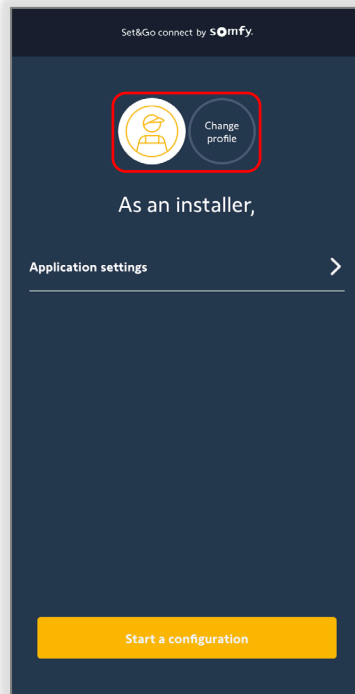 Set&Go connect by somfy.
Change
profile
As an installer,
Application settings
Start a configuration